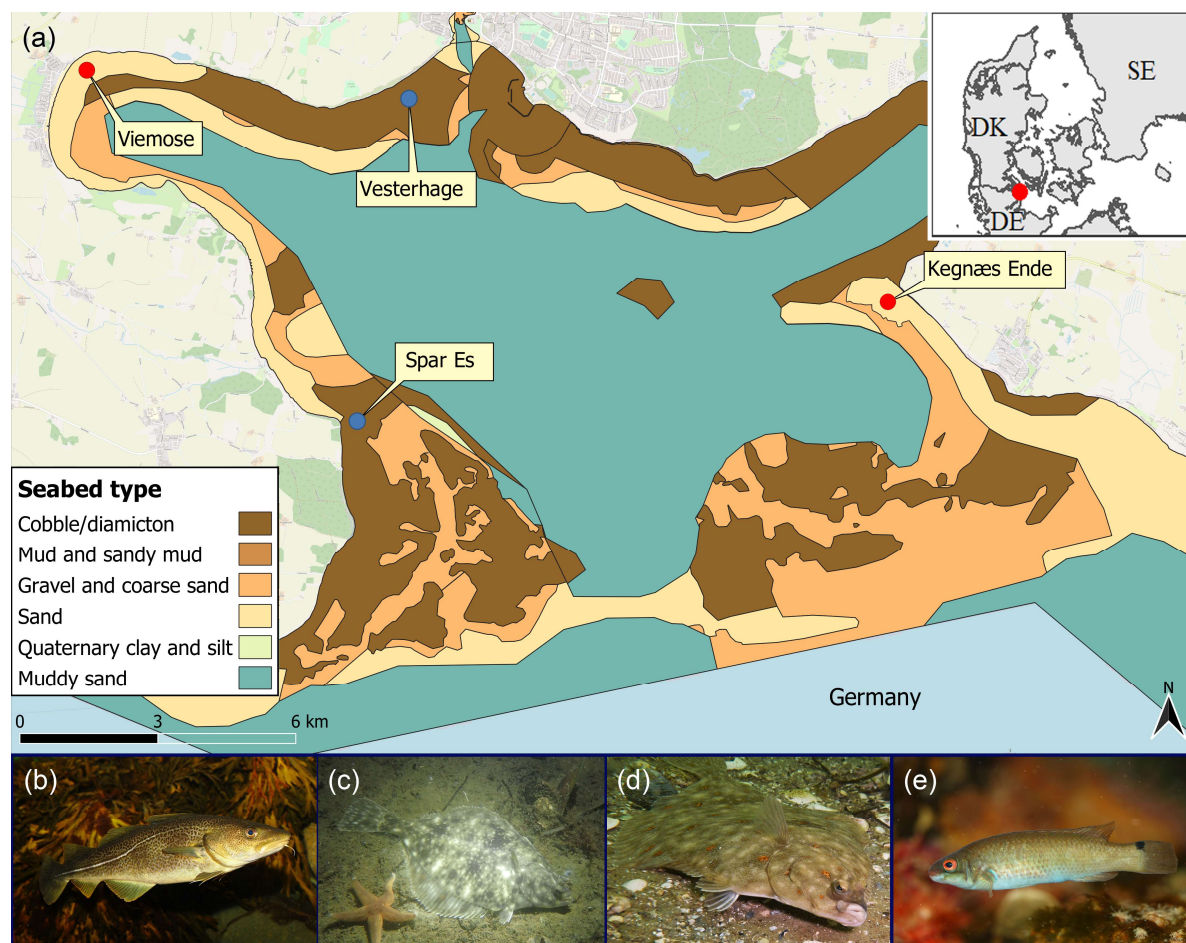 (a)
SE
DK
DE
Viemose
Vesterhage
Kegnæs Ende
Spar Es
Seabed type
Cobble/diamicton
Mud and sandy mud
Gravel and coarse sand
Sand
Quaternary clay and silt
Muddy sand
Germany
N
0 3 6 km
(b) (c) (d) (e)